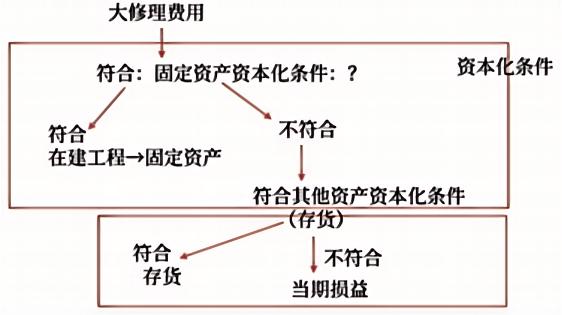 大修理费用
符合：固定资产资本化条件：？
资本化条件
符合
在建工程→固定资产
不符合
符合其他资产资本化条件
（存货）
符合
存货
不符合
当期损益